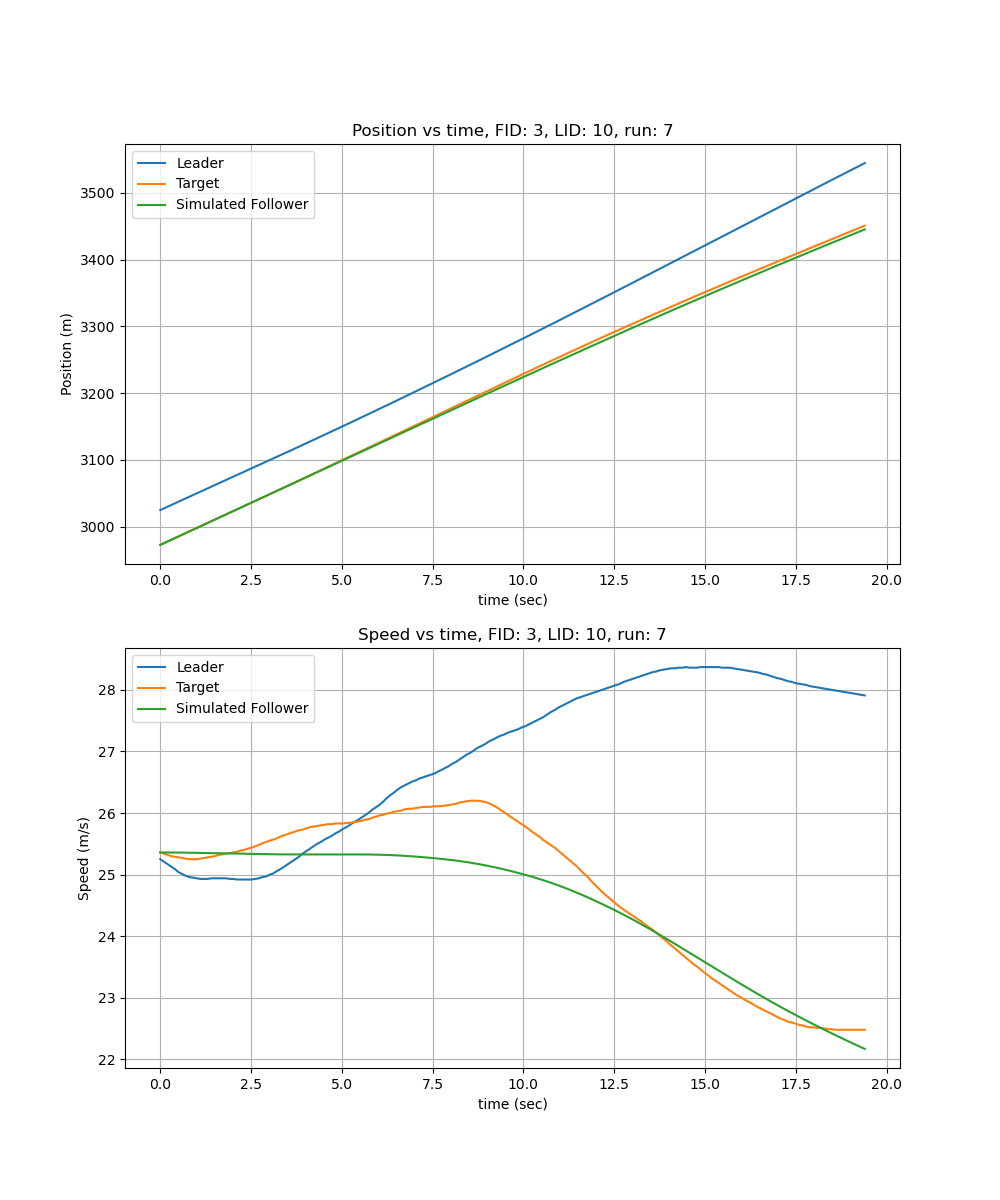 Position vs time, FID: 3, LID: 10, run: 7
Leader
Target
Simulated Follower
3500
3400
3300
3200
3100
3000
Position (m)
0.0 2.5 5.0 7.5 10.0 12.5 15.0 17.5 20.0
time (sec)
Speed vs time, FID: 3, LID: 10, run: 7
Leader
Target
Simulated Follower
28
27
26
25
24
23
22
Speed (m/s)
0.0 2.5 5.0 7.5 10.0 12.5 15.0 17.5 20.0
time (sec)